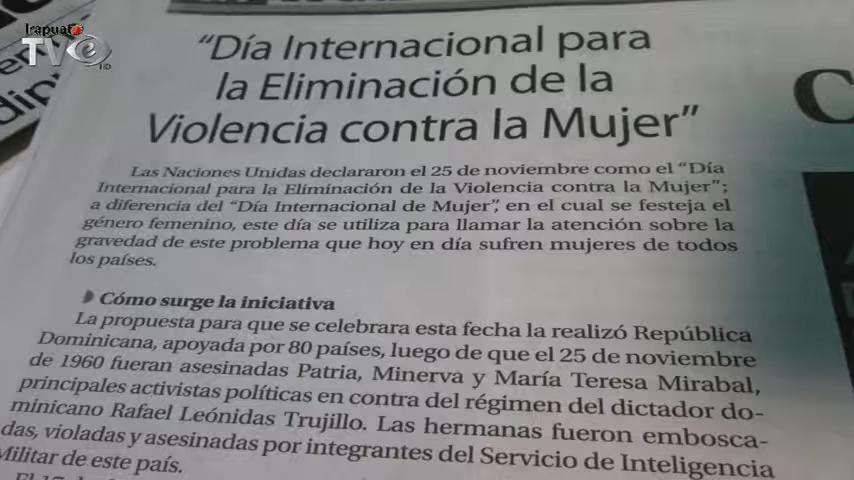 Irapuato
TVe
HD
“Día Internacional para
la Eliminación de la
Violencia contra la Mujer”
Las Naciones Unidas declararon el 25 de noviembre como el “Día
Internacional para la Eliminación de la Violencia contra la Mujer”;
a diferencia del “Día Internacional de Mujer”, en el cual se festeja el
género femenino, este día se utiliza para llamar la atención sobre la
gravedad de este problema que hoy en día sufren mujeres de todos
los países.
Cómo surge la iniciativa
La propuesta para que se celebrara esta fecha la realizó República
Dominicana, apoyada por 80 países, luego de que el 25 de noviembre
de 1960 fueran asesinadas Patria, Minerva y María Teresa Mirabal,
principales activistas políticas en contra del régimen del dictador do-
minicano Rafael Leónidas Trujillo. Las hermanas fueron embosca-
das, violadas y asesinadas por integrantes del Servicio de Inteligencia
Militar de este país.